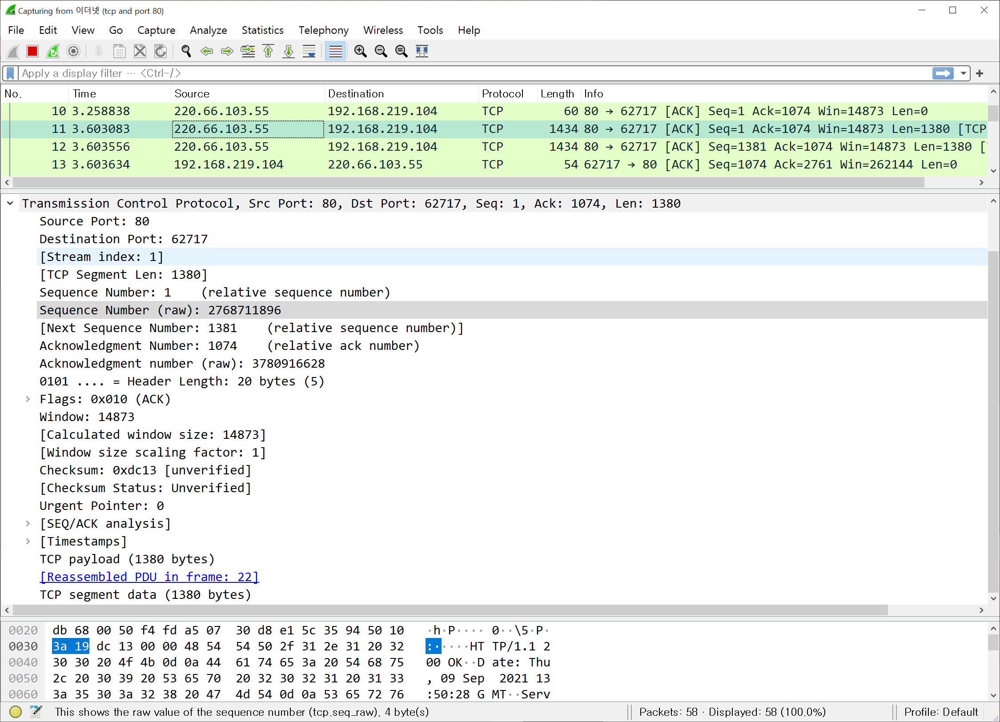 Capturing from 이더넷 (tcp and port 80)
File Edit View Go Capture Analyze Statistics Telephony Wireless Tools Help
Apply a display filter ··· <Ctrl-/>
No. Time Source Destination Protocol Length Info
10 3.258838 220.66.103.55 192.168.219.104 TCP 60 80 → 62717 [ACK] Seq=1 Ack=1074 Win=14873 Len=0
11 3.603083 220.66.103.55 192.168.219.104 TCP 1434 80 → 62717 [ACK] Seq=1 Ack=1074 Win=14873 Len=1380 [TCP
12 3.603556 220.66.103.55 192.168.219.104 TCP 1434 80 → 62717 [ACK] Seq=1381 Ack=1074 Win=14873 Len=1380 [
13 3.603634 192.168.219.104 220.66.103.55 TCP 54 62717 → 80 [ACK] Seq=1074 Ack=2761 Win=262144 Len=0
Transmission Control Protocol, Src Port: 80, Dst Port: 62717, Seq: 1, Ack: 1074, Len: 1380
Source Port: 80
Destination Port: 62717
[Stream index: 1]
[TCP Segment Len: 1380]
Sequence Number: 1 (relative sequence number)
Sequence Number (raw): 2768711896
[Next Sequence Number: 1381 (relative sequence number)]
Acknowledgment Number: 1074 (relative ack number)
Acknowledgment number (raw): 3780916628
0101 .... = Header Length: 20 bytes (5)
Flags: 0x010 (ACK)
Window: 14873
[Calculated window size: 14873]
[Window size scaling factor: 1]
Checksum: 0xdc13 [unverified]
[Checksum Status: Unverified]
Urgent Pointer: 0
[SEQ/ACK analysis]
[Timestamps]
TCP payload (1380 bytes)
[Reassembled PDU in frame: 22]
TCP segment data (1380 bytes)
0020 db 68 00 50 f4 fd a5 07 30 d8 e1 5c 35 94 50 10 ·h·P···· 0··\5·P·
0030 3a 19 dc 13 00 00 48 54 54 50 2f 31 2e 31 20 32 :·····HT TP/1.1 2
0040 30 30 20 4f 4b 0d 0a 44 61 74 65 3a 20 54 68 75 00 OK··D ate: Thu
0050 2c 20 30 39 20 53 65 70 20 32 30 32 31 20 31 33 , 09 Sep 2021 13
0060 3a 35 30 3a 32 38 20 47 4d 54 0d 0a 53 65 72 76 :50:28 G MT··Serv
This shows the raw value of the sequence number (tcp.seq_raw), 4 byte(s) Packets: 58 · Displayed: 58 (100.0%) Profile: Default